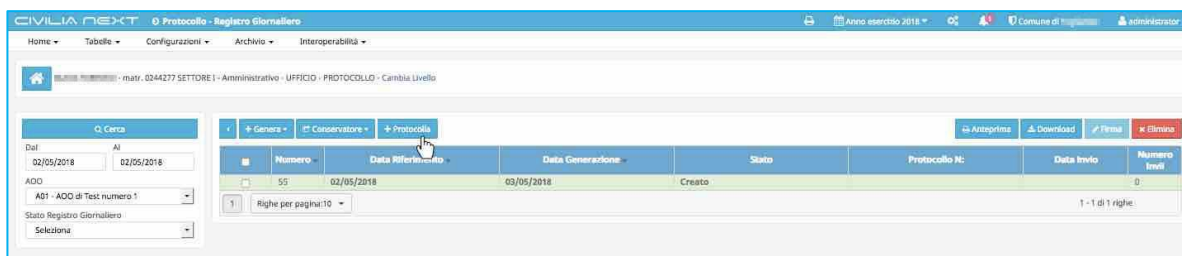 CIVILIA NEXT Protocollo - Registro Giornaliero Anno esercizio 2018 Comune di administrator
Home Tabelle Configurazioni Archivio Interoperabilità
- matr. 0244277 SETTORE I - Amministrativo - UFFICIO - PROTOCOLLO - Cambia Livello
Cerca
+ Genera Conservatore + Protocolla Anteprima Download Firma Elimina
Dal Al
02/05/2018 02/05/2018
AOO
A01 - AOO di Test numero 1
Stato Registro Giornaliero
Seleziona
Numero Data Riferimento Data Generazione Stato Protocollo N: Data Invio Numero Invii
55 02/05/2018 03/05/2018 Creato 0
1 Righe per pagina:10 1 - 1 di 1 righe